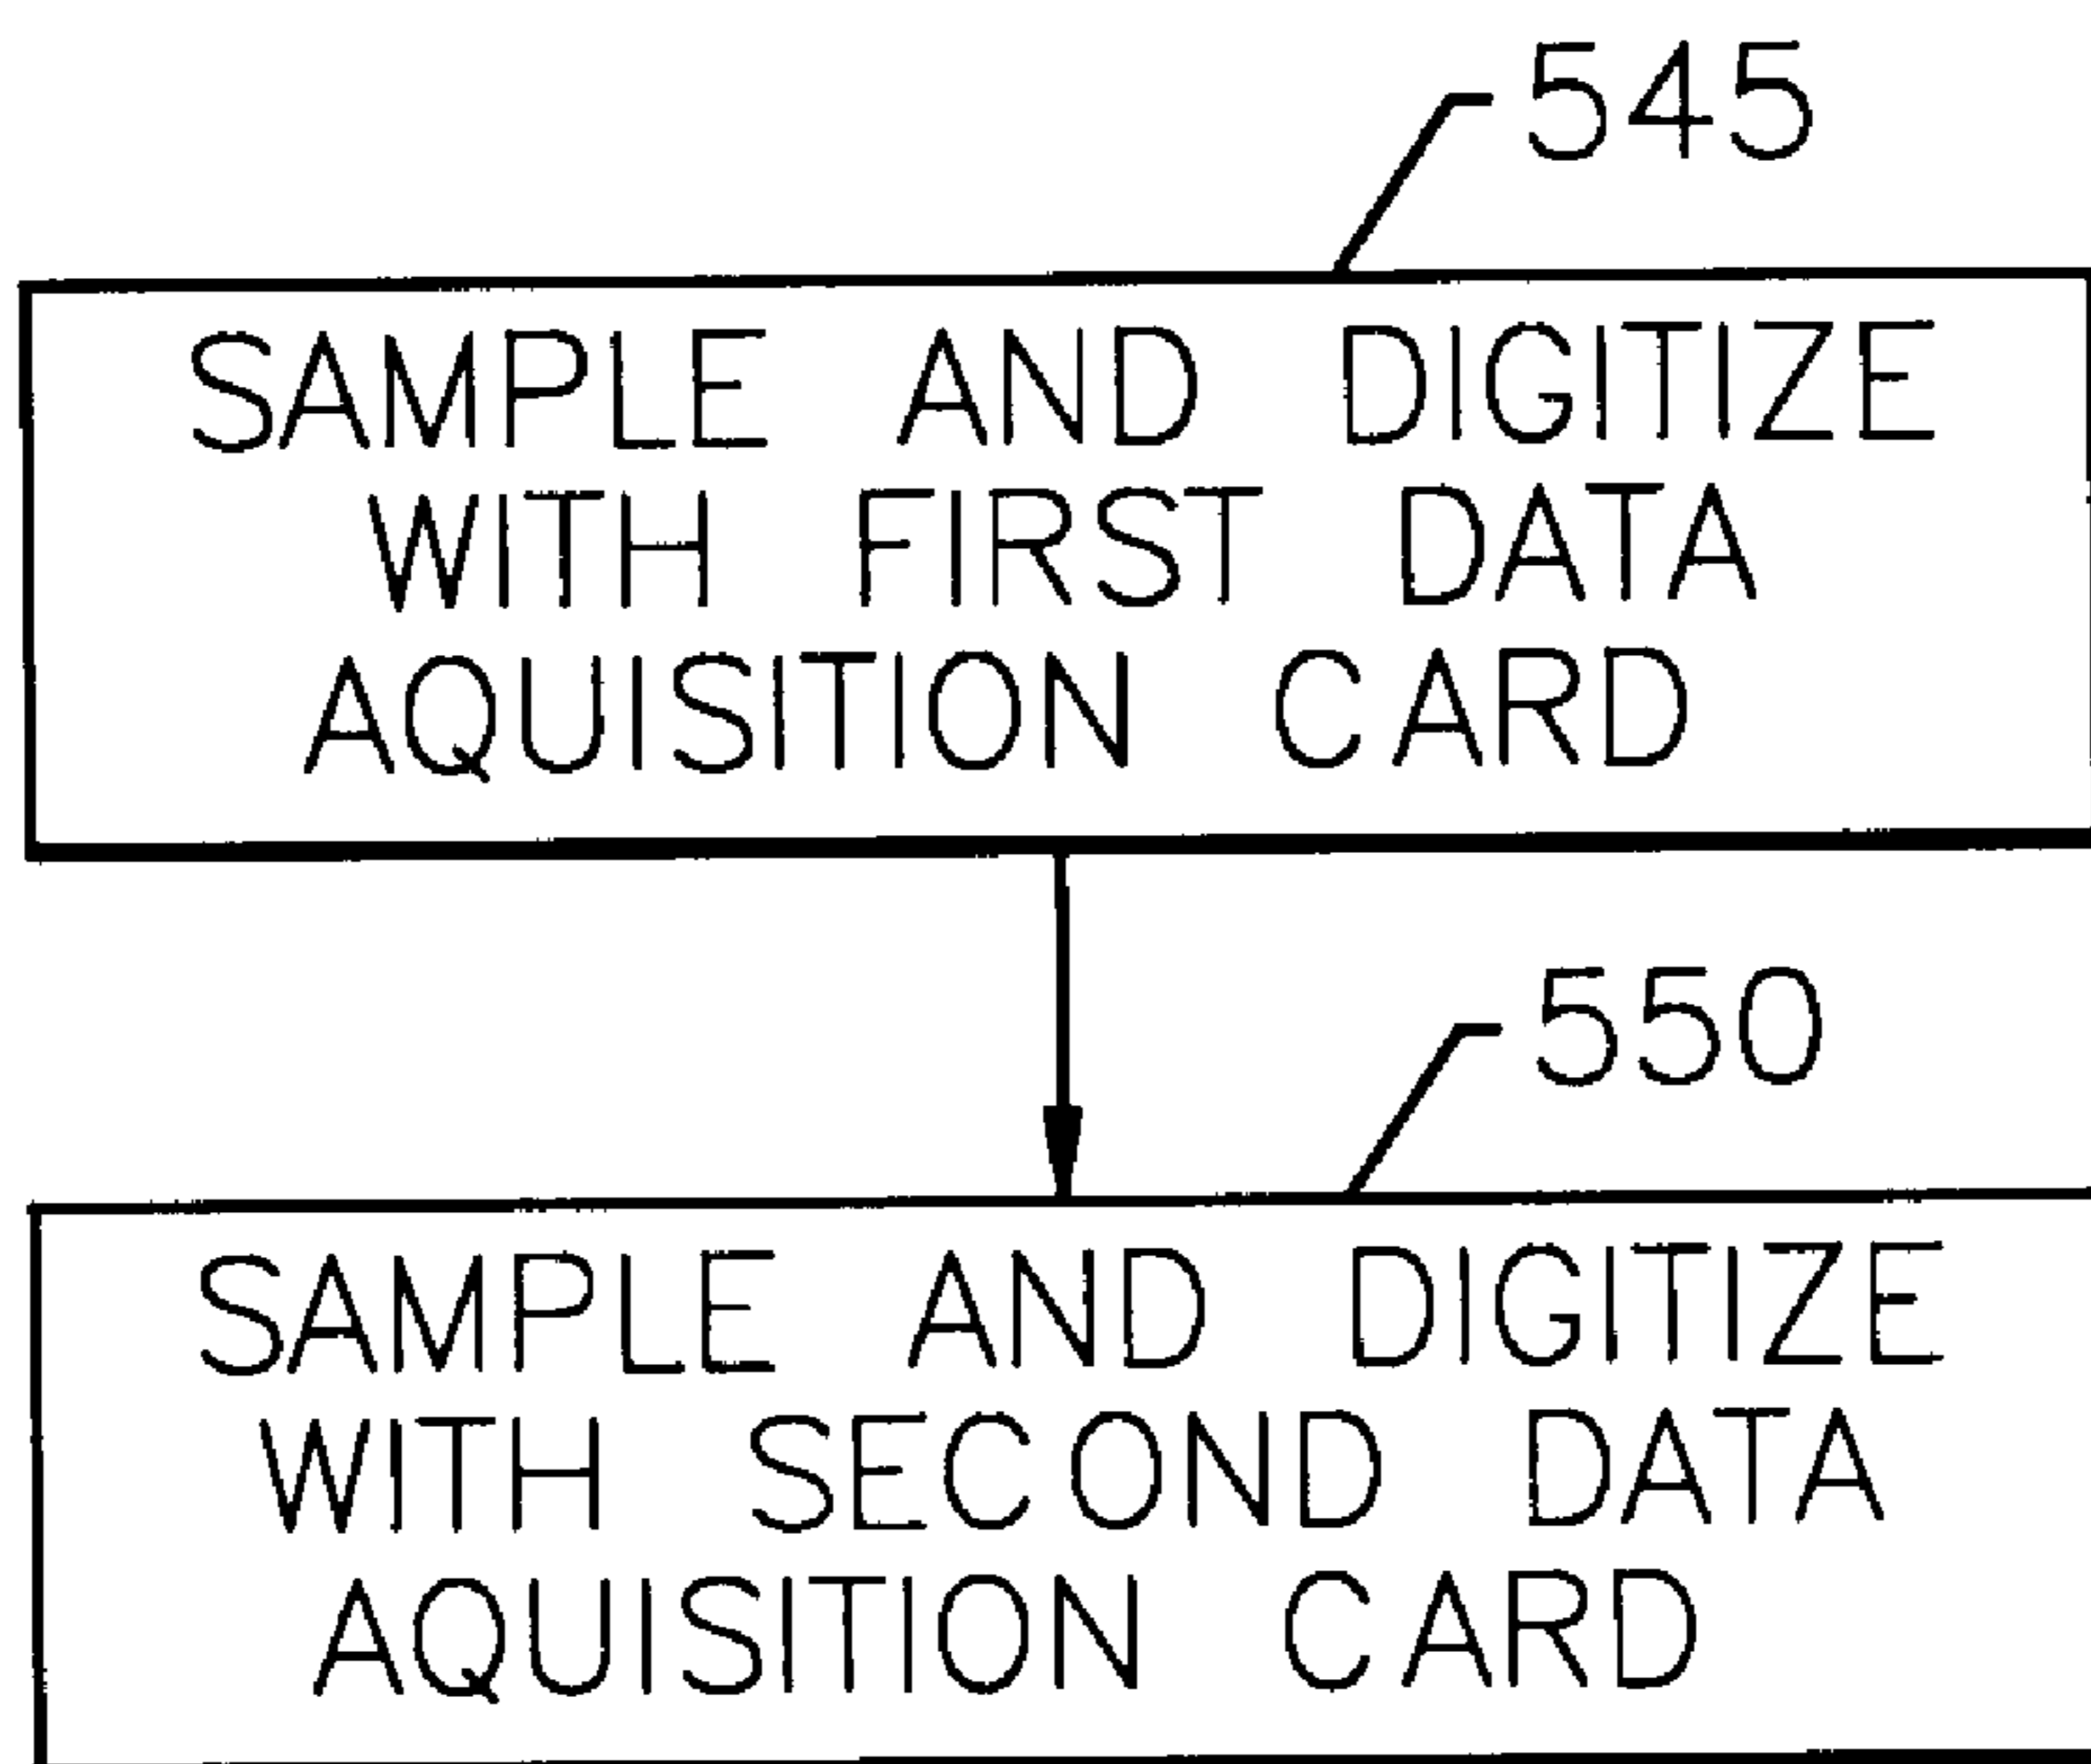 545
SAMPLE AND DIGITIZE
WITH FIRST DATA
AQUISITION CARD
550
SAMPLE AND DIGITIZE
WITH SECOND DATA
AQUISITION CARD